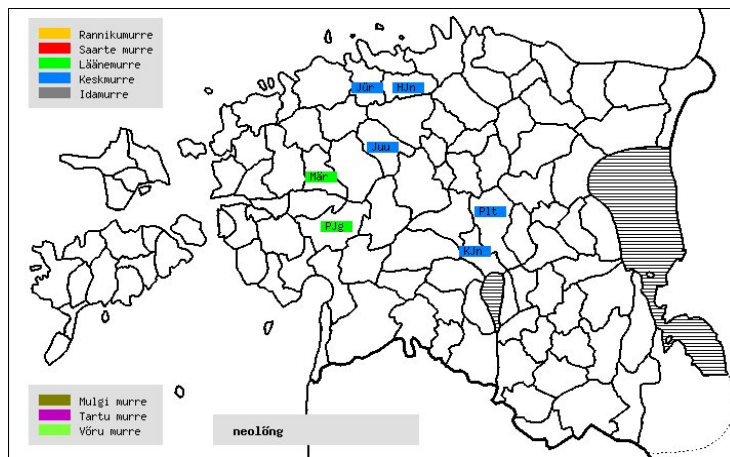 Rannikumurre
Saarte murre
Läänemurre
Keskmurre
Idamurre
Jür HJn
Juu
Mär
Plt
PJg
KJn
Mulgi murre
Tartu murre
Võru murre
neolõng